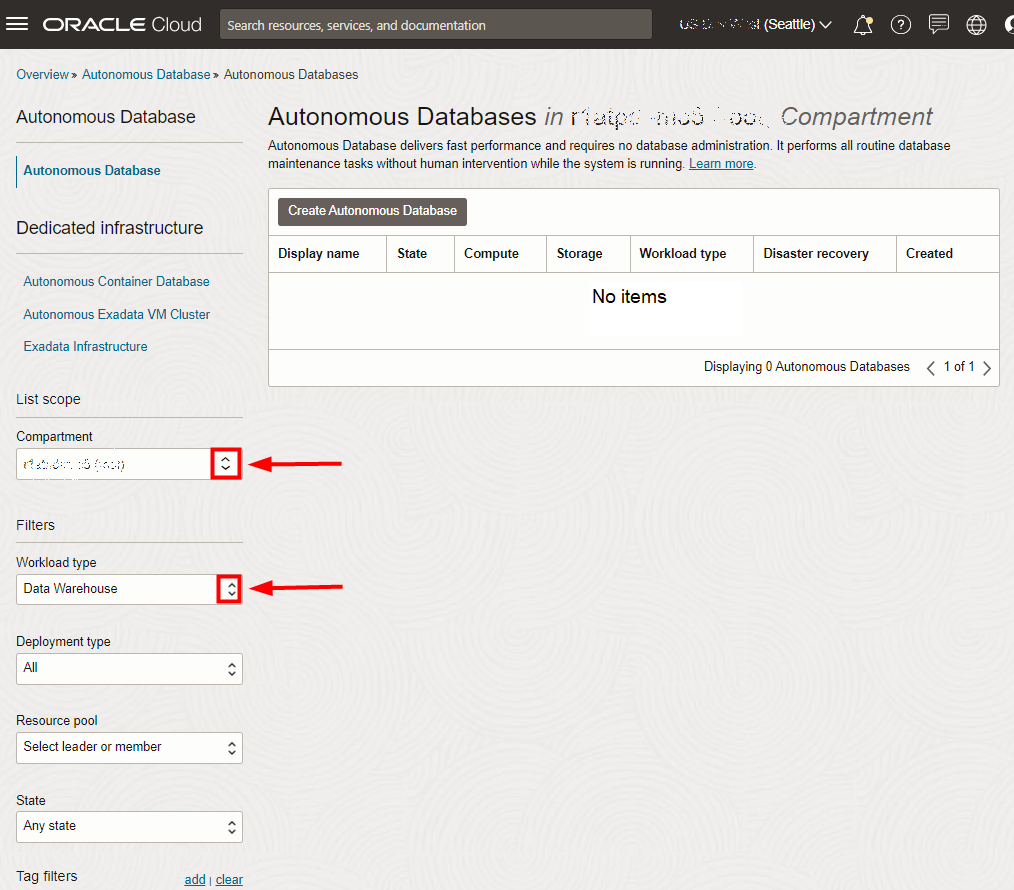 ORACLE Cloud
Search resources, services, and documentation
(Seattle)
Overview » Autonomous Database » Autonomous Databases
Autonomous Database
Autonomous Database
Dedicated infrastructure
Autonomous Container Database
Autonomous Exadata VM Cluster
Exadata Infrastructure
List scope
Compartment
Filters
Workload type
Data Warehouse
Deployment type
All
Resource pool
Select leader or member
State
Any state
Tag filters add | clear
Autonomous Databases in Compartment
Autonomous Database delivers fast performance and requires no database administration. It performs all routine database
maintenance tasks without human intervention while the system is running. Learn more.
Create Autonomous Database
Display name State Compute Storage Workload type Disaster recovery Created
No items
Displaying 0 Autonomous Databases 1 of 1